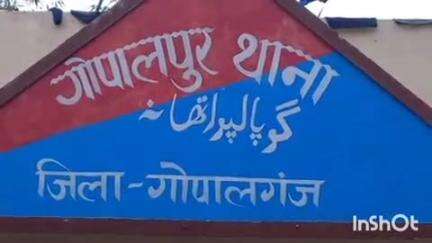 गोपालपुर थाना
گوپالپور تھانہ
जिला-गोपालगंज
InShOt